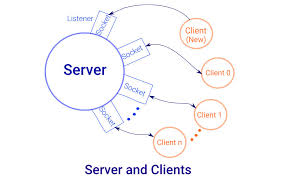 Listener
Socket
Client
(New)
Socket
Server
Client 0
Socket
Client 1
Socket
Client n
Server and Clients